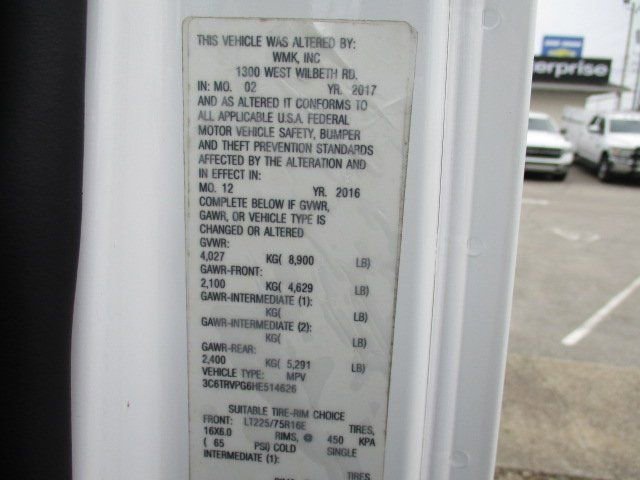 THIS VEHICLE WAS ALTERED BY:
WMK, INC
1300 WEST WILBETH RD.
IN: MO. 02 YR. 2017
AND AS ALTERED IT CONFORMS TO
ALL APPLICABLE U.S.A. FEDERAL
MOTOR VEHICLE SAFETY, BUMPER
AND THEFT PREVENTION STANDARDS
AFFECTED BY THE ALTERATION AND
IN EFFECT IN:
MO. 12 YR. 2016
COMPLETE BELOW IF GVWR,
GAWR, OR VEHICLE TYPE IS
CHANGED OR ALTERED
GVWR:
4,027 KG( 8,900 LB)
GAWR-FRONT:
2,100 KG( 4,629 LB)
GAWR-INTERMEDIATE (1):
KG( LB)
GAWR-INTERMEDIATE (2):
KG( LB)
GAWR-REAR:
2,400 KG( 5,291 LB)
VEHICLE TYPE: MPV
3C6TRVPG6HE514626
SUITABLE TIRE-RIM CHOICE
FRONT: LT225/75R16E TIRES,
16X6.0 RIMS, @ 450 KPA
( 65 PSI) COLD SINGLE
INTERMEDIATE (1):
TIRES
erprise